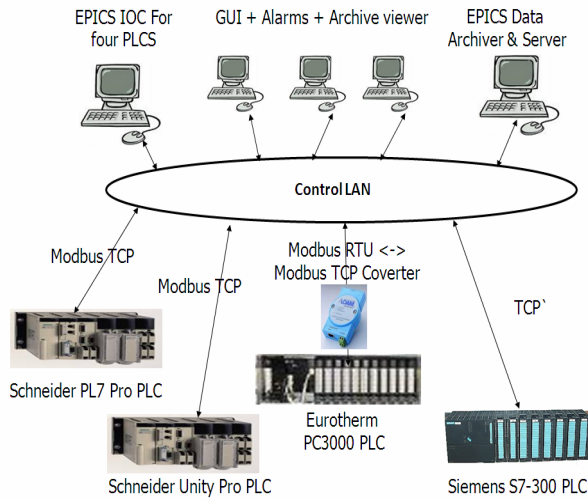 EPICS IOC For
four PLCS
GUI + Alarms + Archive viewer
EPICS Data
Archiver & Server
Control LAN
Modbus TCP
Modbus TCP
Modbus RTU <->
Modbus TCP Coverter
TCP`
ADAM
Schneider PL7 Pro PLC
Eurotherm
PC3000 PLC
Schneider Unity Pro PLC
Siemens S7-300 PLC